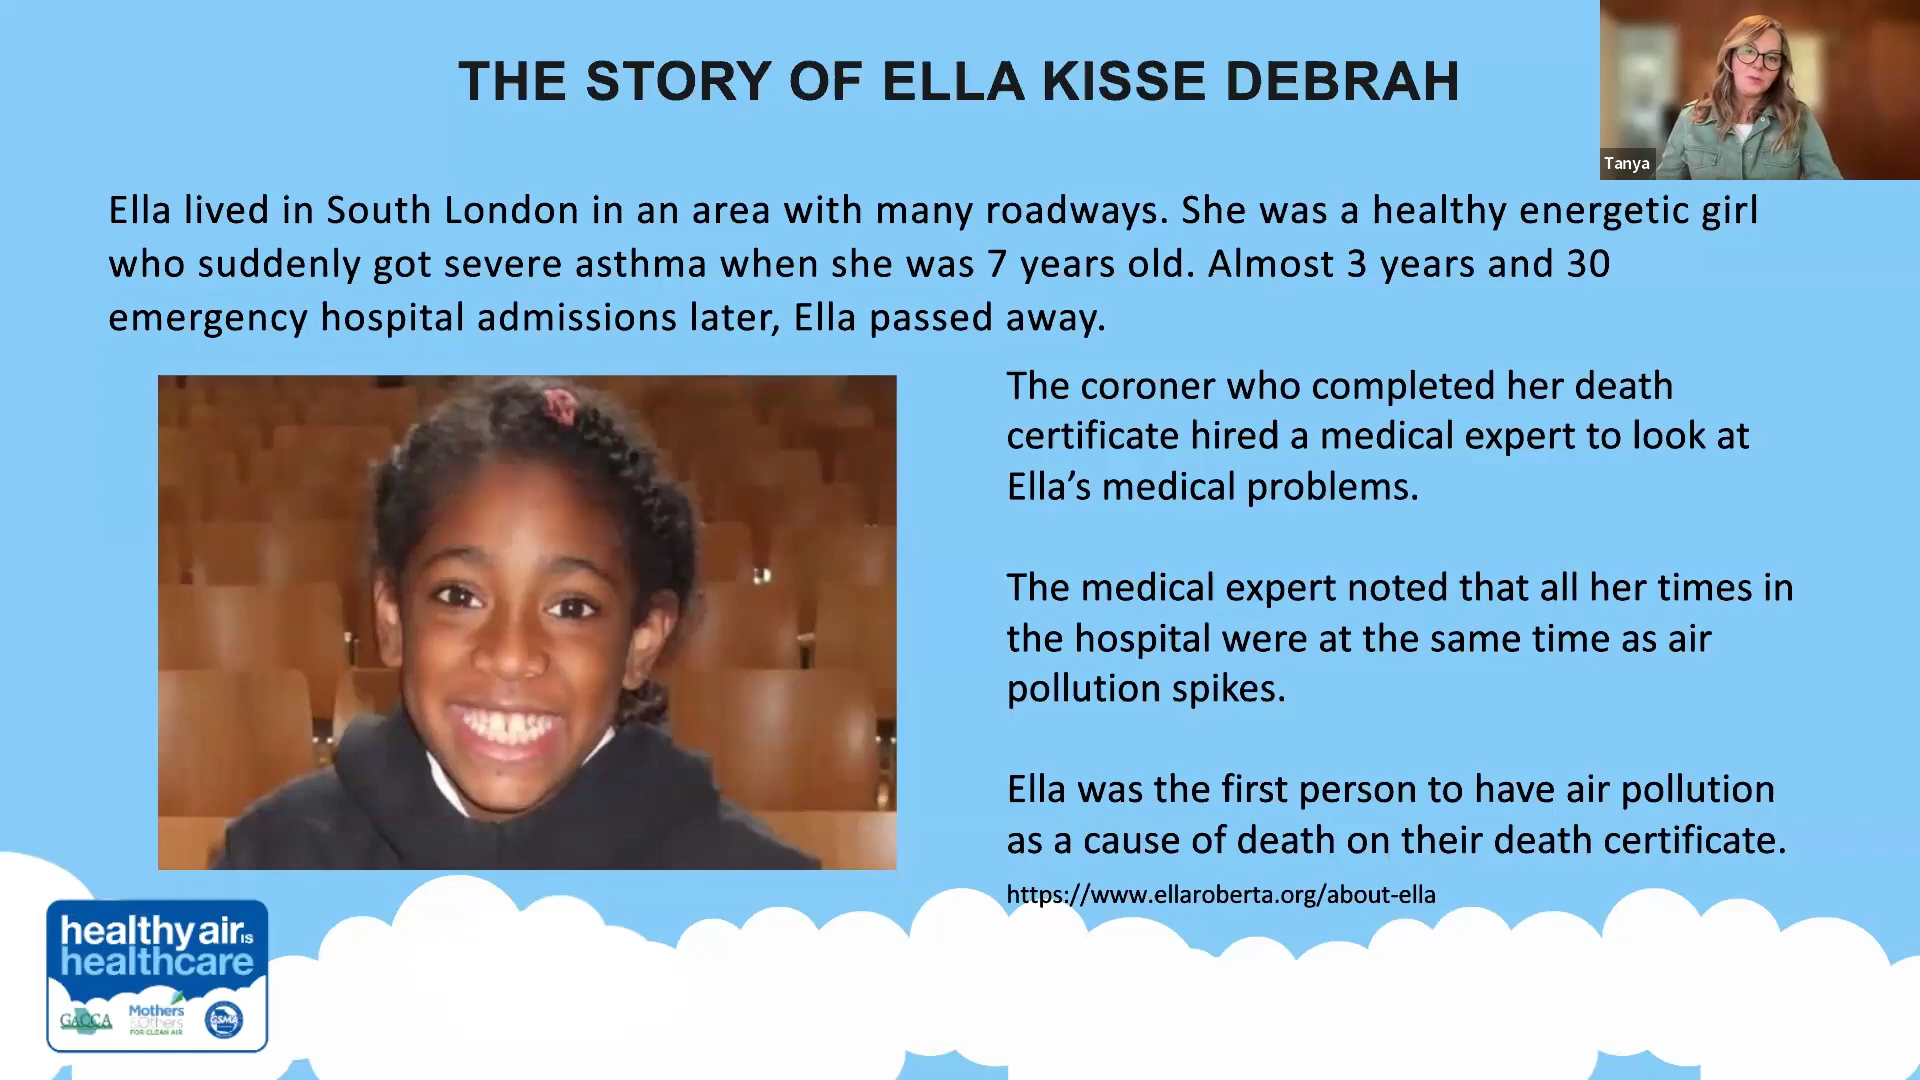 THE STORY OF ELLA KISSE DEBRAH
Tanya
Ella lived in South London in an area with many roadways. She was a healthy energetic girl
who suddenly got severe asthma when she was 7 years old. Almost 3 years and 30
emergency hospital admissions later, Ella passed away.
The coroner who completed her death
certificate hired a medical expert to look at
Ella’s medical problems.
The medical expert noted that all her times in
the hospital were at the same time as air
pollution spikes.
Ella was the first person to have air pollution
as a cause of death on their death certificate.
https://www.ellaroberta.org/about-ella
healthy air is
healthcare
GACCA
Mothers
&Others
FOR CLEAN AIR
GSMA